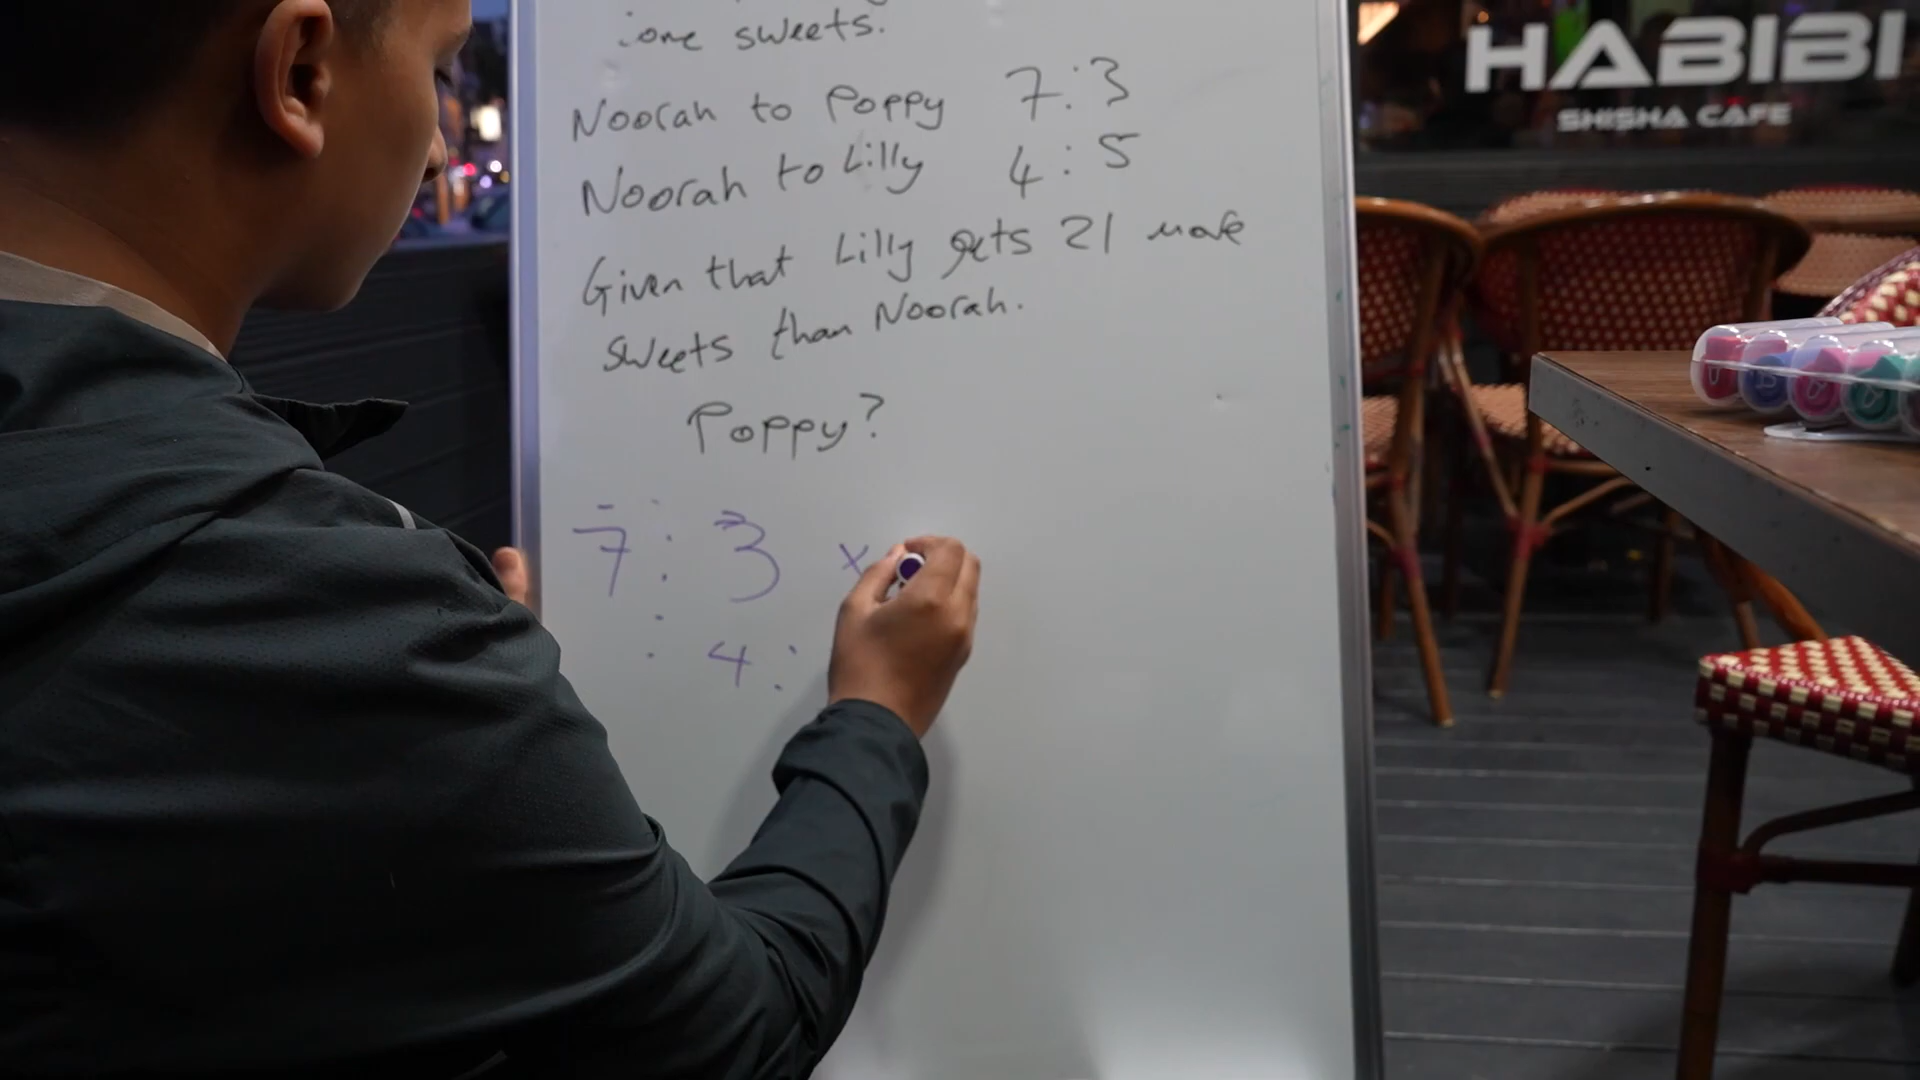 sweets.
Noorah to Poppy 7:3
Noorah to Lilly 4:5
Given that Lilly gets 21 more
sweets than Noorah.
Poppy?
7 : 3 ×
4 :
HABIBI
SHISHA CAFE